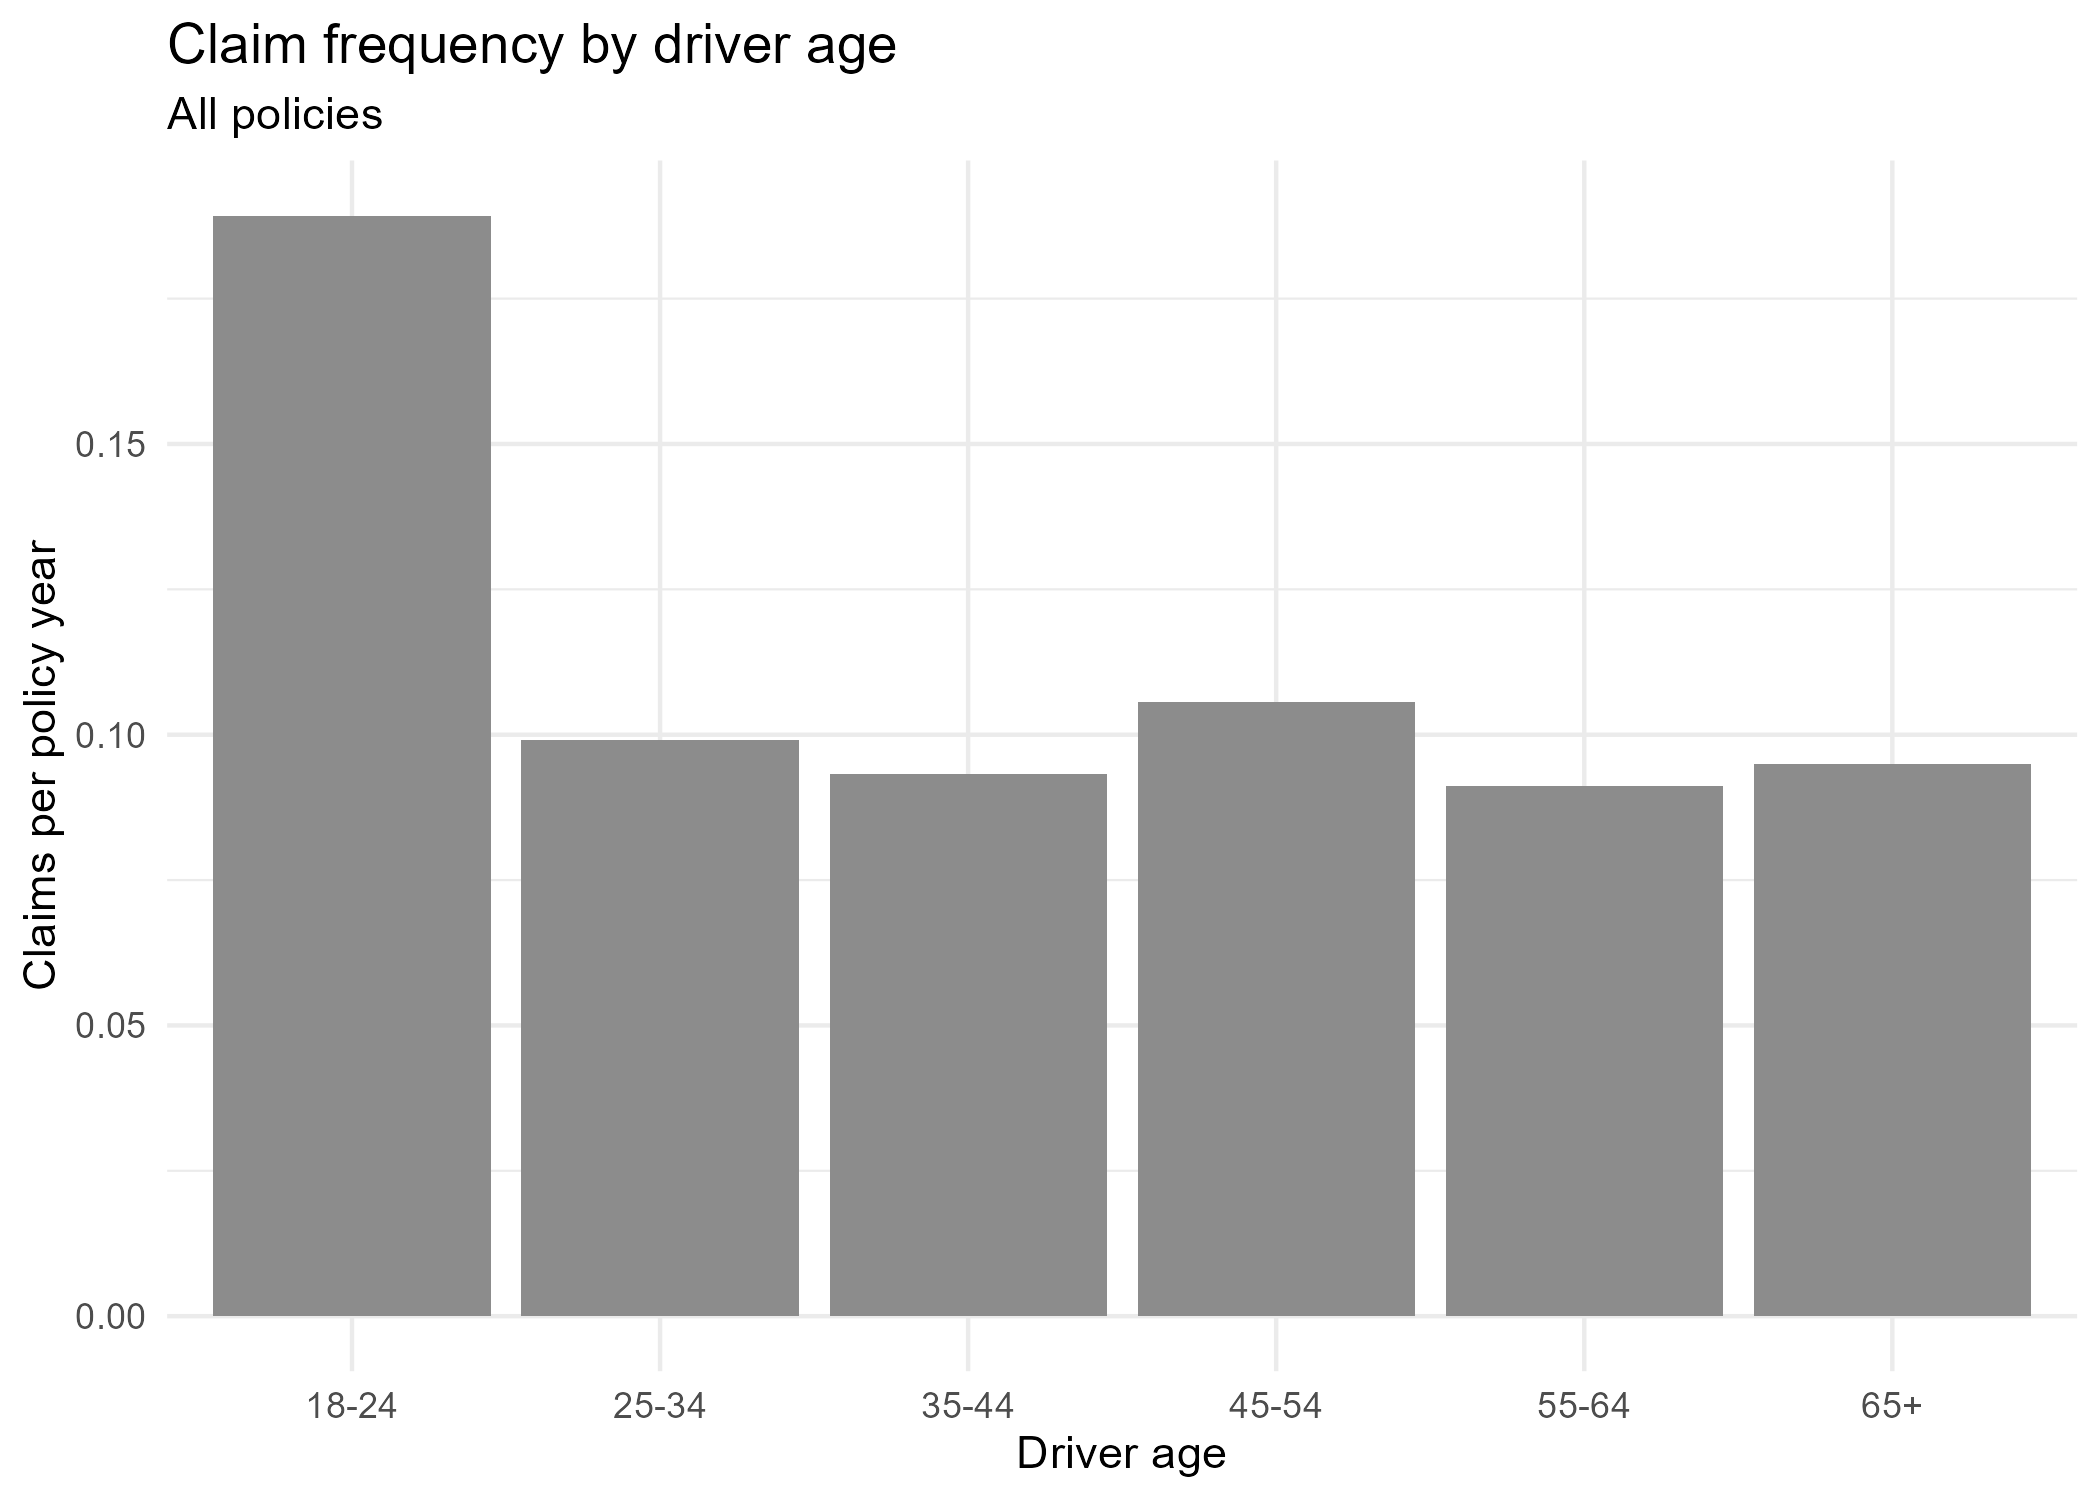 Claim frequency by driver age
All policies
Claims per policy year
0.15
0.10
0.05
0.00
18-24 25-34 35-44 45-54 55-64 65+
Driver age